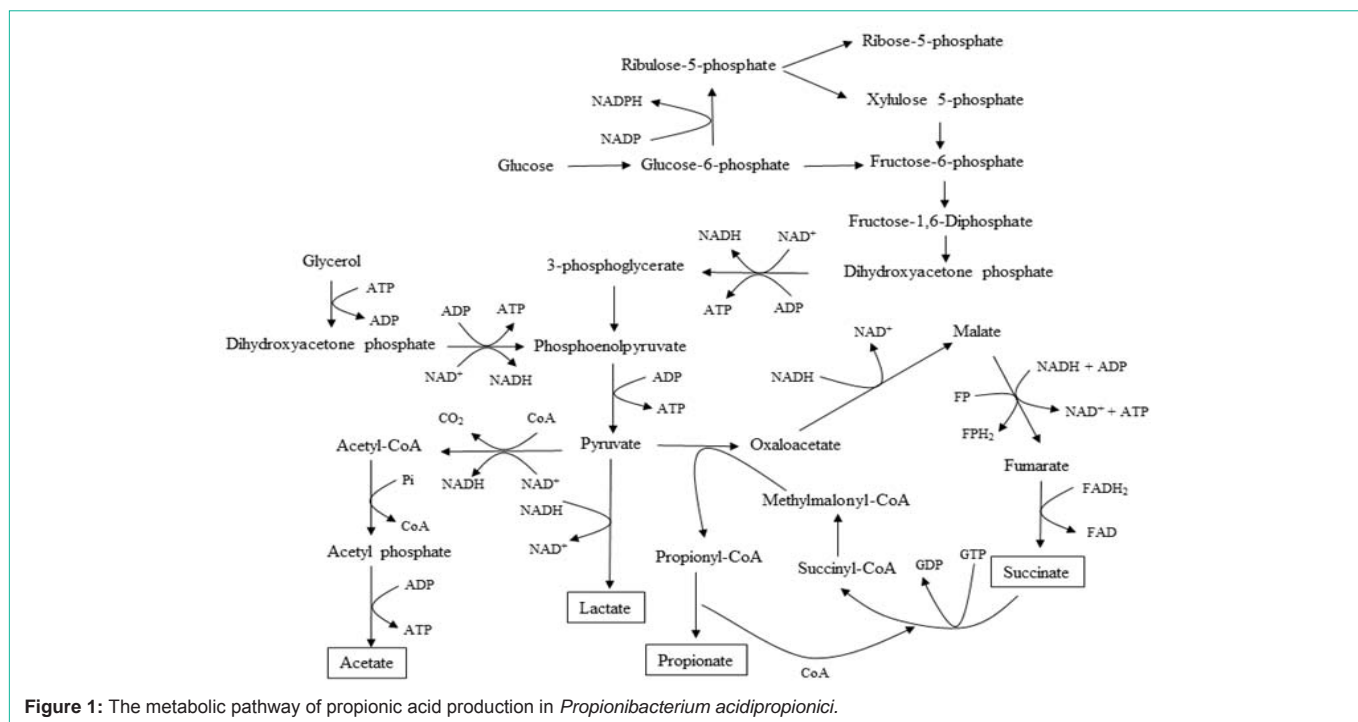 Ribose-5-phosphate
Ribulose-5-phosphate
NADPH
Xylulose 5-phosphate
NADP
Glucose
Glucose-6-phosphate
Fructose-6-phosphate
Fructose-1,6-Diphosphate
NADH
NAD⁺
Glycerol
3-phosphoglycerate
Dihydroxyacetone phosphate
ATP
ADP
ATP
ADP
ADP
ATP
Dihydroxyacetone phosphate
Phosphoenolpyruvate
NAD⁺
NADH
NAD⁺
Malate
NADH
ADP
ATP
NADH + ADP
FP
NAD⁺ + ATP
FPH₂
CO₂
CoA
Acetyl-CoA
Pyruvate
Oxaloacetate
Fumarate
Pi
NADH
NAD⁺
NADH
FADH₂
CoA
Methylmalonyl-CoA
FAD
Acetyl phosphate
NAD⁺
Propionyl-CoA
Succinyl-CoA
GDP
GTP
Succinate
ADP
Lactate
ATP
Acetate
Propionate
CoA
Figure 1: The metabolic pathway of propionic acid production in Propionibacterium acidipropionici.